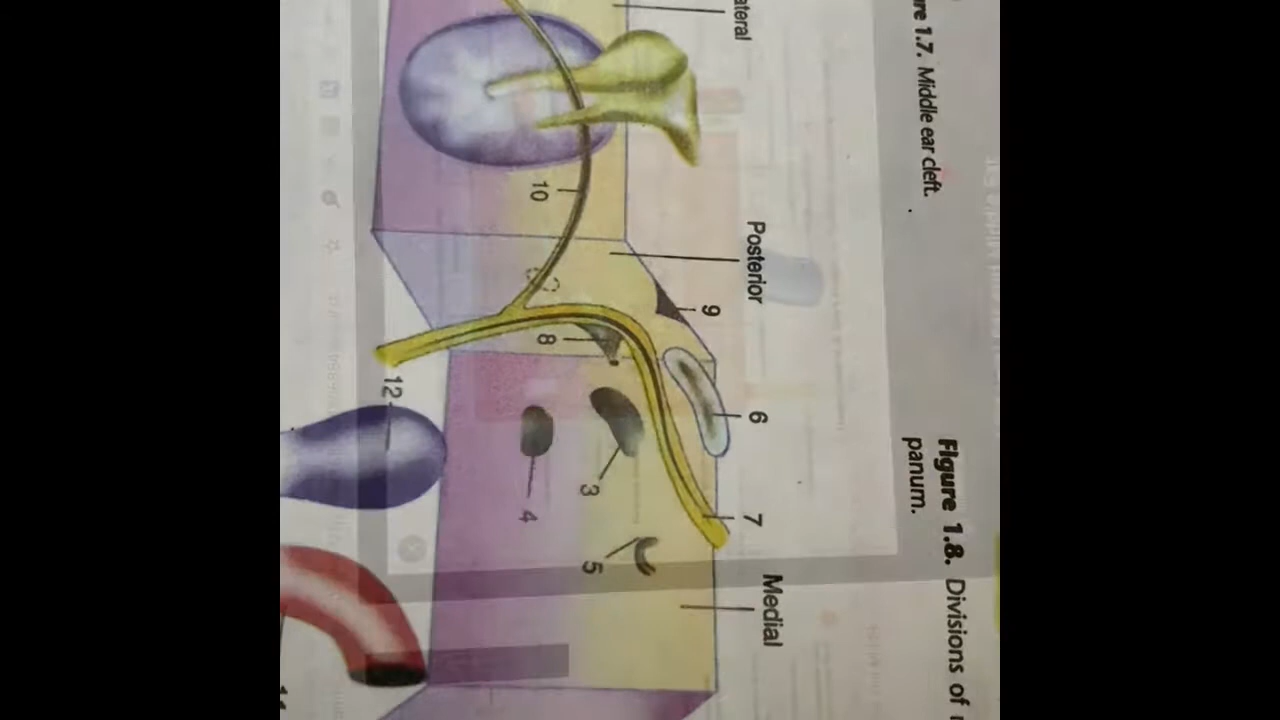 re 1.7. Middle ear cleft.
Figure 1.8. Divisions of
panum.
ateral
Posterior
Medial
9
6
7
10
8
3
4
5
12